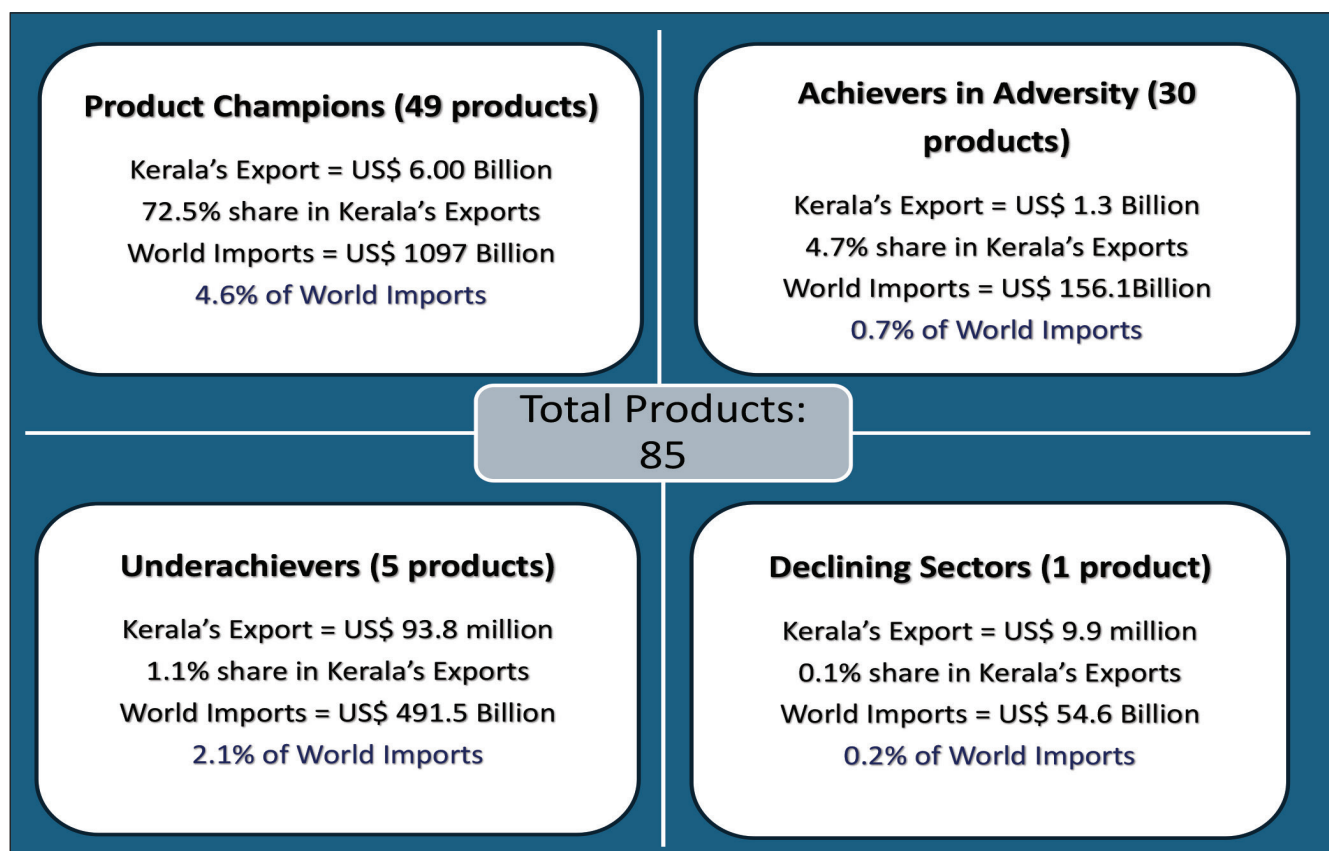 Product Champions (49 products)
Kerala’s Export = US$ 6.00 Billion
72.5% share in Kerala’s Exports
World Imports = US$ 1097 Billion
4.6% of World Imports
Achievers in Adversity (30
products)
Kerala’s Export = US$ 1.3 Billion
4.7% share in Kerala’s Exports
World Imports = US$ 156.1Billion
0.7% of World Imports
Total Products:
85
Underachievers (5 products)
Kerala’s Export = US$ 93.8 million
1.1% share in Kerala’s Exports
World Imports = US$ 491.5 Billion
2.1% of World Imports
Declining Sectors (1 product)
Kerala’s Export = US$ 9.9 million
0.1% share in Kerala’s Exports
World Imports = US$ 54.6 Billion
0.2% of World Imports